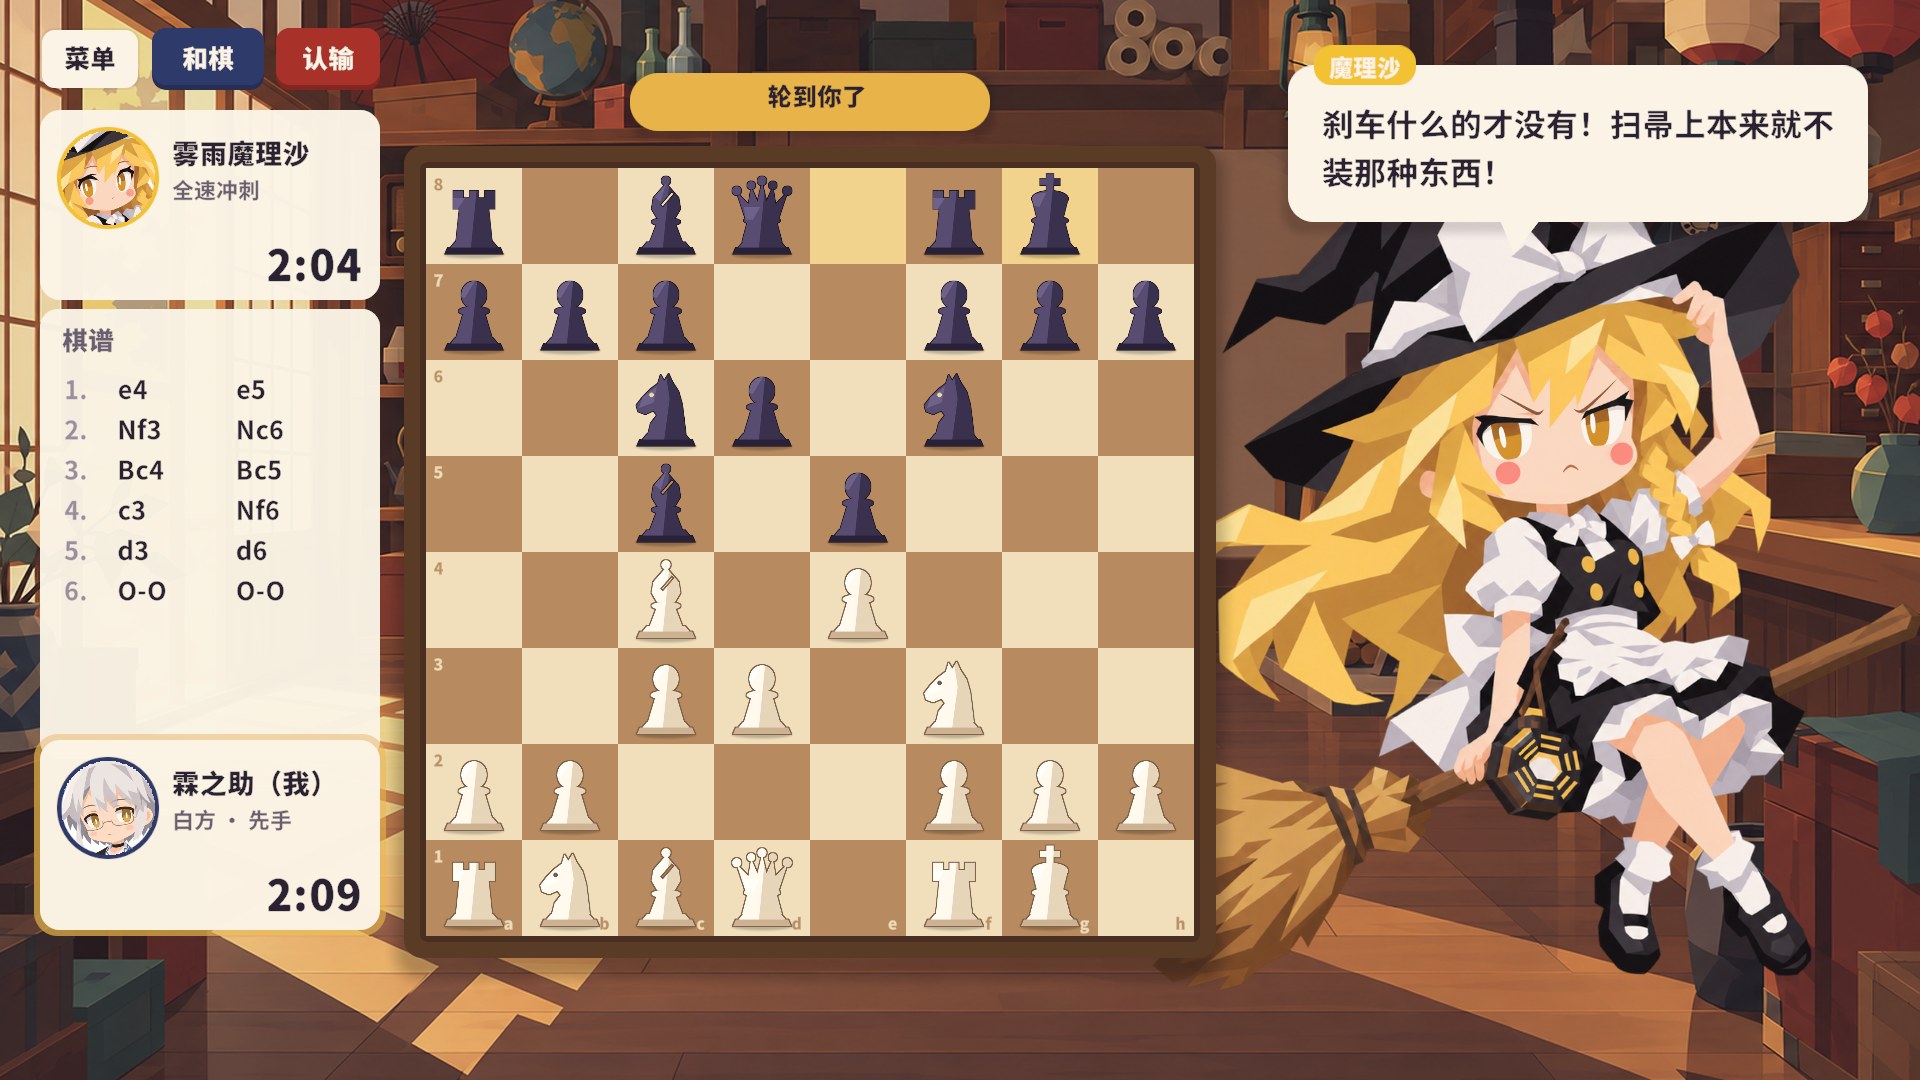 菜单
和棋
认输
雾雨魔理沙
全速冲刺
2:04
棋谱
1. e4 e5
2. Nf3 Nc6
3. Bc4 Bc5
4. c3 Nf6
5. d3 d6
6. O-O O-O
霖之助（我）
白方 · 先手
2:09
轮到你了
8
7
6
5
4
3
2
1
a b c d e f g h
魔理沙
刹车什么的才没有！扫帚上本来就不
装那种东西！